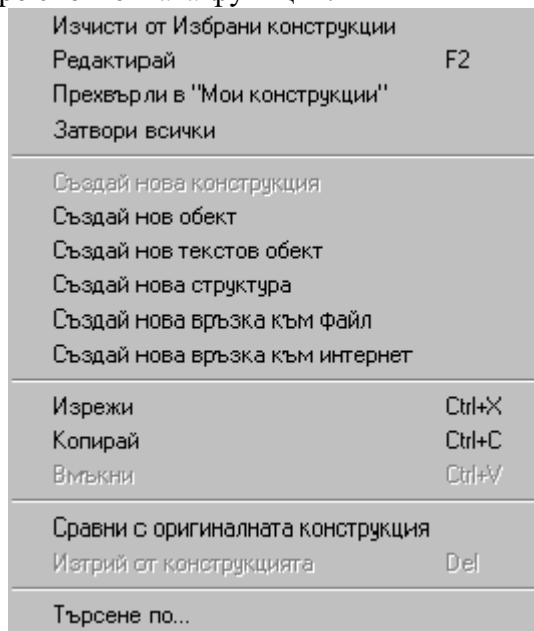 Изчисти от Избрани конструкции
Редактирай F2
Прехвърли в "Мои конструкции"
Затвори всички
Създай нова конструкция
Създай нов обект
Създай нов текстов обект
Създай нова структура
Създай нова връзка към файл
Създай нова връзка към интернет
Изрежи Ctrl+X
Копирай Ctrl+C
Вмъкни Ctrl+V
Сравни с оригиналната конструкция
Изтрий от конструкцията Del
Търсене по...